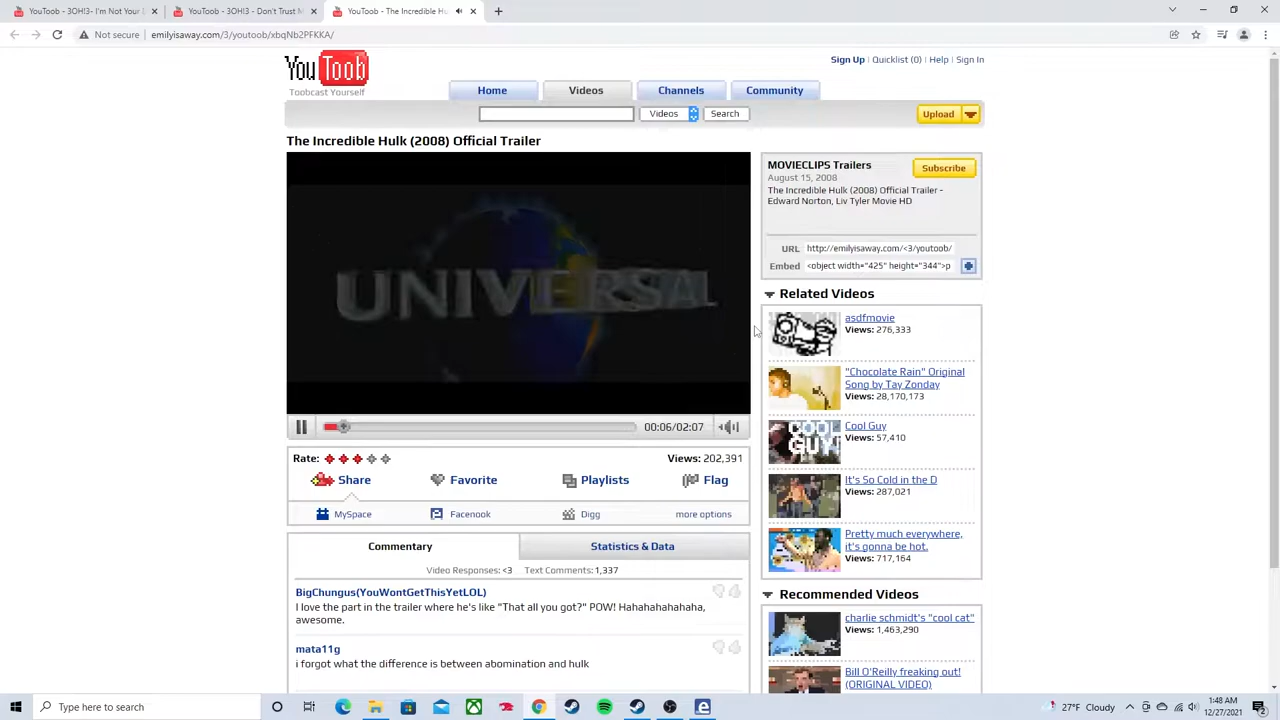 YouToob - 3OH!3- I'm Not Your
YouToob - 3OH!3 - Don't Trust M
YouToob - The Incredible Hu
Not secure | emilyisaway.com/3/youtoob/xbqNb2PFKKA/
YouToob
Toobcast Yourself
Sign Up | Quicklist (0) | Help | Sign In
Home
Videos
Channels
Community
Videos
Search
Upload
The Incredible Hulk (2008) Official Trailer
UNIVERSAL
00:06/02:07
Rate:
Views: 202,391
Share
Favorite
Playlists
Flag
MySpace
Facenook
Digg
more options
Commentary
Statistics & Data
Video Responses: <3 Text Comments: 1,337
BigChungus(YouWontGetThisYetLOL)
I love the part in the trailer where he's like "That all you got?" POW! Hahahahahahaha,
awesome.
mata11g
i forgot what the difference is between abomination and hulk
MOVIECLIPS Trailers
Subscribe
August 15, 2008
The Incredible Hulk (2008) Official Trailer -
Edward Norton, Liv Tyler Movie HD
URL http://emilyisaway.com/<3/youtoob/
Embed <object width="425" height="344">p
Related Videos
asdfmovie
Views: 276,333
"Chocolate Rain" Original
Song by Tay Zonday
Views: 28,170,173
COOL
GUY
Cool Guy
Views: 57,410
It's So Cold in the D
Views: 287,021
Pretty much everywhere,
it's gonna be hot.
Views: 717,164
Recommended Videos
charlie schmidt's "cool cat"
Views: 1,463,290
Bill O'Reilly freaking out!
(ORIGINAL VIDEO)
Type here to search
27°F Cloudy
1:48 AM
12/27/2021
2